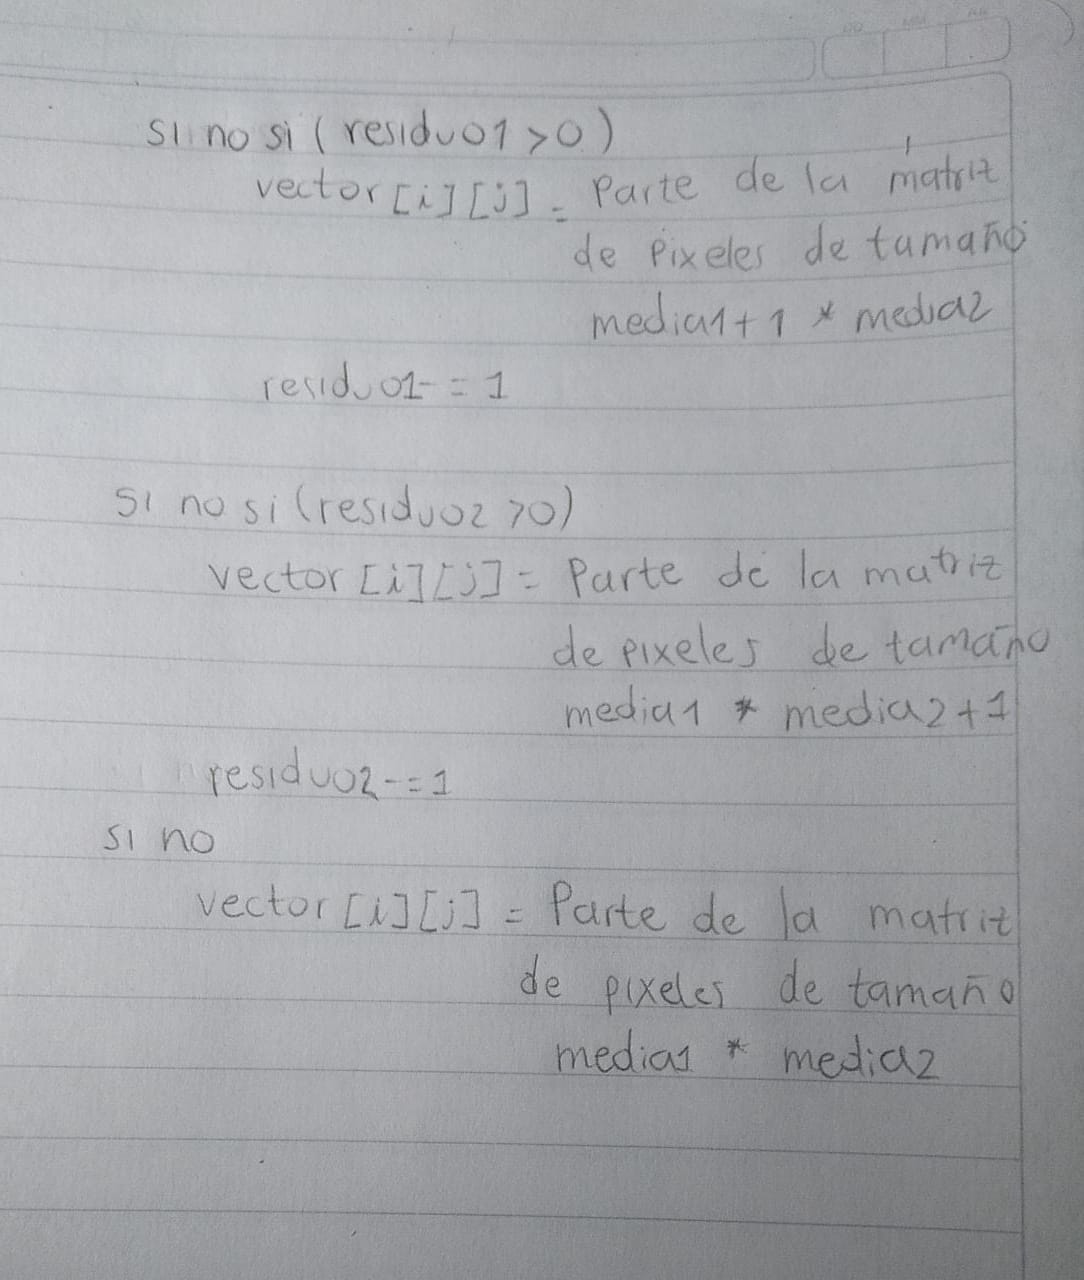 si no si (residuo1 > 0)
vector[i][j] = Parte de la matriz
de Pixeles de tamaño
media1 + 1 * media2
residuo1 -= 1
si no si (residuo2 > 0)
vector [i][j] = Parte de la matriz
de pixeles de tamaño
media1 * media2 + 1
residuo2 -= 1
si no
vector [i][j] = Parte de la matriz
de pixeles de tamaño
media1 * media2